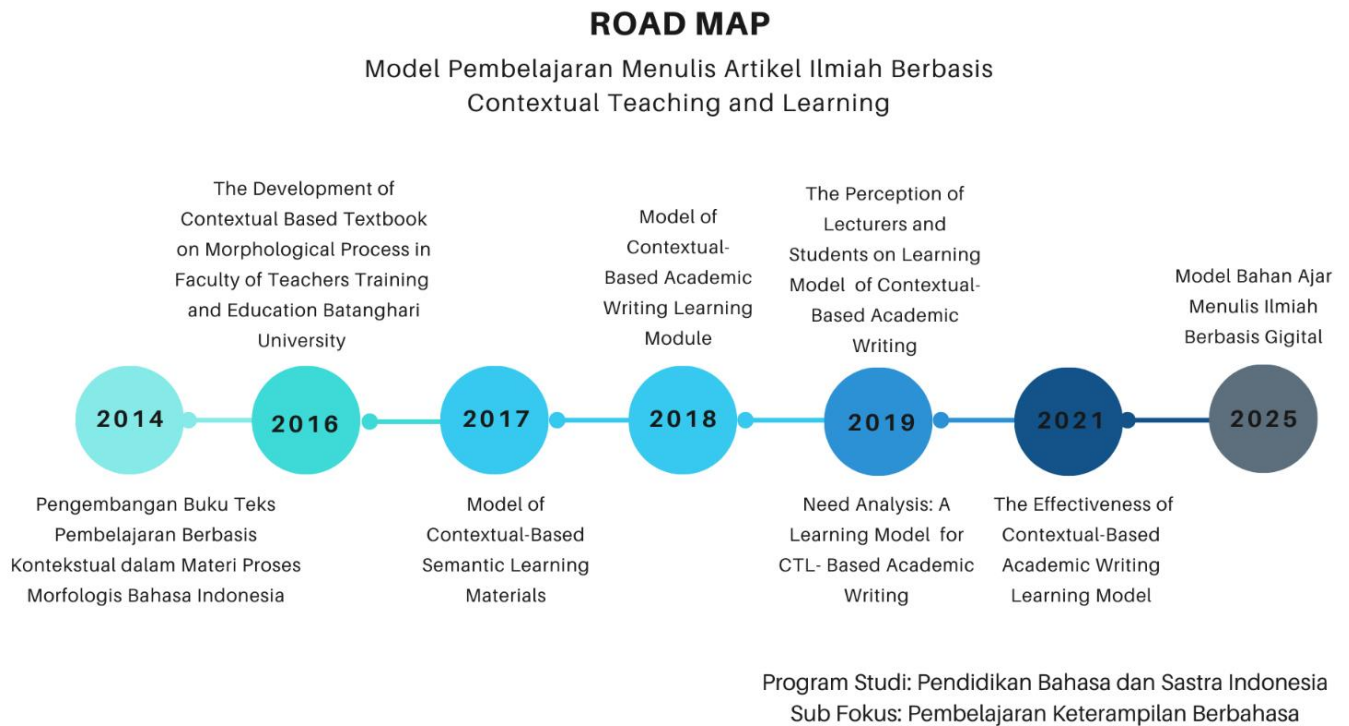 ROAD MAP
Model Pembelajaran Menulis Artikel Ilmiah Berbasis
Contextual Teaching and Learning
The Development of
Contextual Based Textbook
on Morphological Process in
Faculty of Teachers Training
and Education Batanghari
University
Model of
Contextual-
Based Academic
Writing Learning
Module
The Perception of
Lecturers and
Students on Learning
Model of Contextual-
Based Academic
Writing
Model Bahan Ajar
Menulis Ilmiah
Berbasis Gigital
2014
2016
2017
2018
2019
2021
2025
Pengembangan Buku Teks
Pembelajaran Berbasis
Kontekstual dalam Materi Proses
Morfologis Bahasa Indonesia
Model of
Contextual-Based
Semantic Learning
Materials
Need Analysis: A
Learning Model for
CTL- Based Academic
Writing
The Effectiveness of
Contextual-Based
Academic Writing
Learning Model
Program Studi: Pendidikan Bahasa dan Sastra Indonesia
Sub Fokus: Pembelajaran Keterampilan Berbahasa